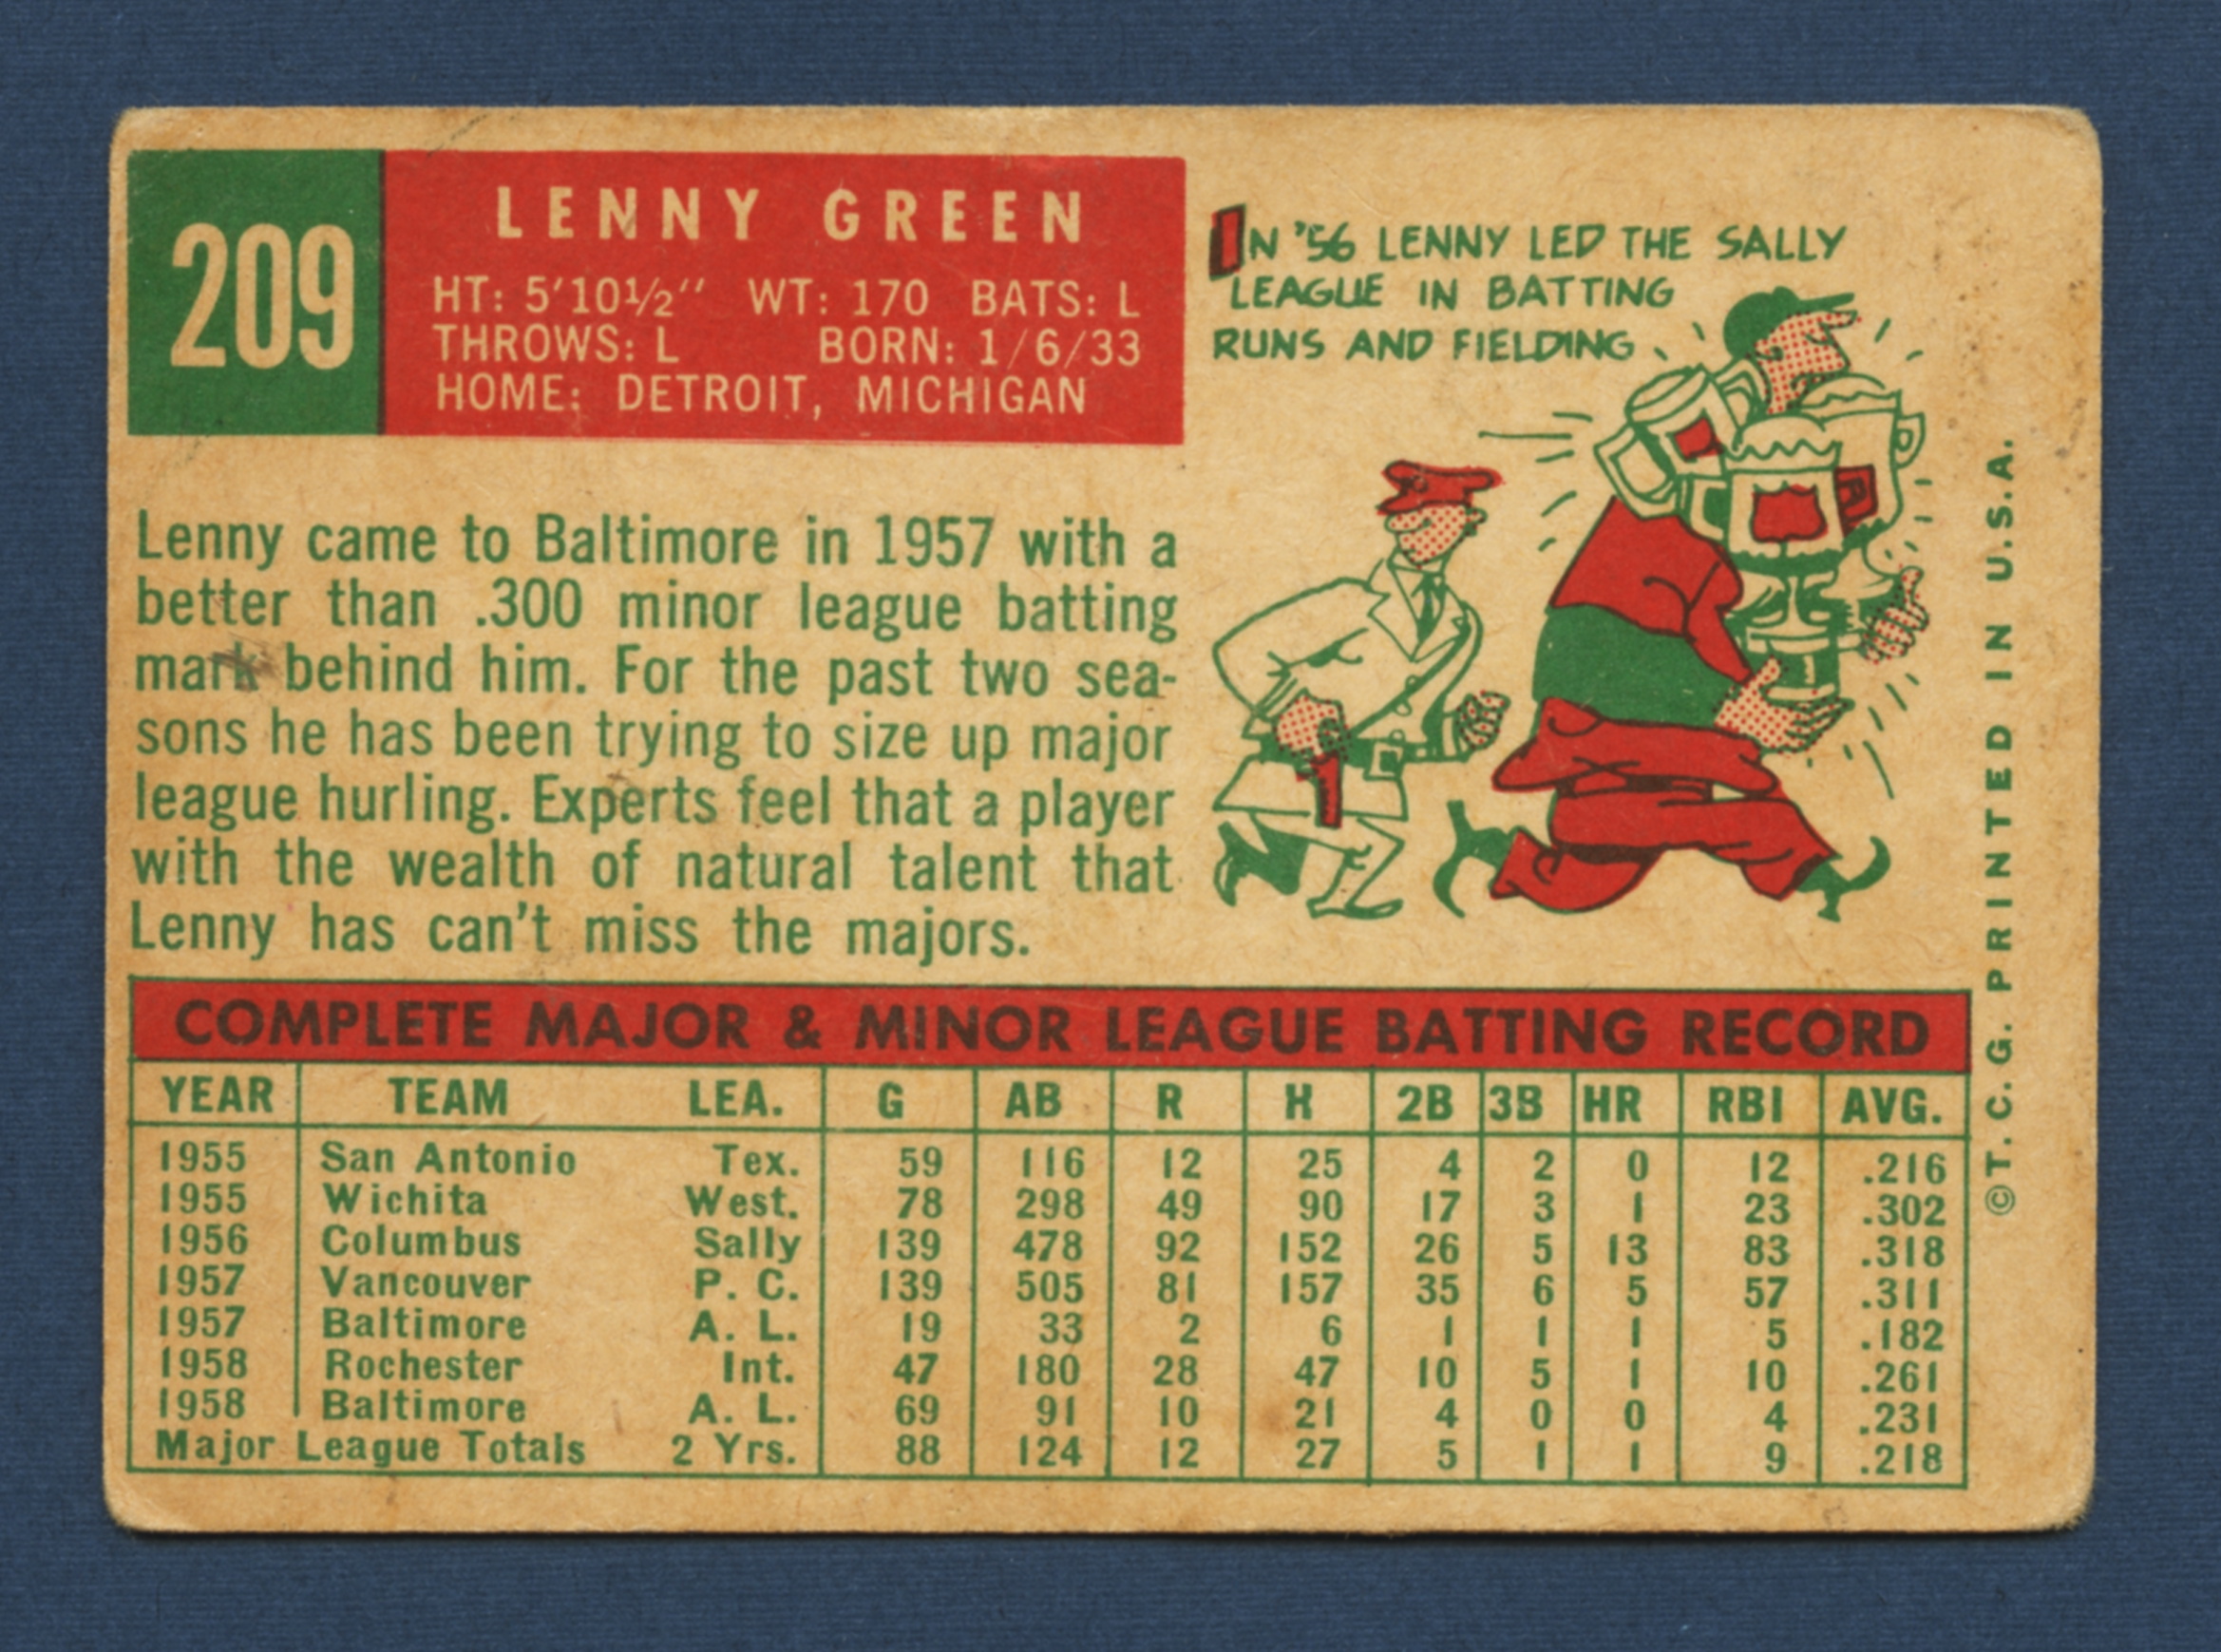 209
LENNY GREEN
HT: 5'10½" WT: 170 BATS: L
THROWS: L BORN: 1/6/33
HOME: DETROIT, MICHIGAN
IN '56 LENNY LED THE SALLY
LEAGUE IN BATTING
RUNS AND FIELDING
Lenny came to Baltimore in 1957 with a
better than .300 minor league batting
mark behind him. For the past two sea-
sons he has been trying to size up major
league hurling. Experts feel that a player
with the wealth of natural talent that
Lenny has can't miss the majors.
COMPLETE MAJOR & MINOR LEAGUE BATTING RECORD
YEAR TEAM LEA. G AB R H 2B 3B HR RBI AVG.
1955 San Antonio Tex. 59 116 12 25 4 2 0 12 .216
1955 Wichita West. 78 298 49 90 17 3 1 23 .302
1956 Columbus Sally 139 478 92 152 26 5 13 83 .318
1957 Vancouver P. C. 139 505 81 157 35 6 5 57 .311
1957 Baltimore A. L. 19 33 2 6 1 1 1 5 .182
1958 Rochester Int. 47 180 28 47 10 5 1 10 .261
1958 Baltimore A. L. 69 91 10 21 4 0 0 4 .231
Major League Totals 2 Yrs. 88 124 12 27 5 1 1 9 .218
©T. C. G. PRINTED IN U.S.A.